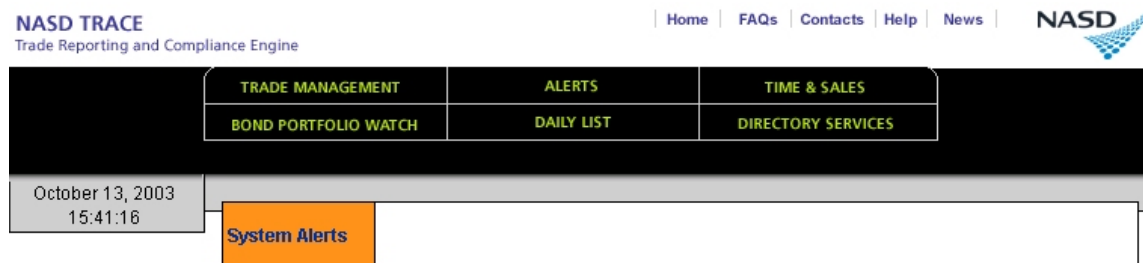 NASD TRACE
Trade Reporting and Compliance Engine
Home FAQs Contacts Help News
NASD
TRADE MANAGEMENT ALERTS TIME & SALES
BOND PORTFOLIO WATCH DAILY LIST DIRECTORY SERVICES
October 13, 2003
15:41:16
System Alerts